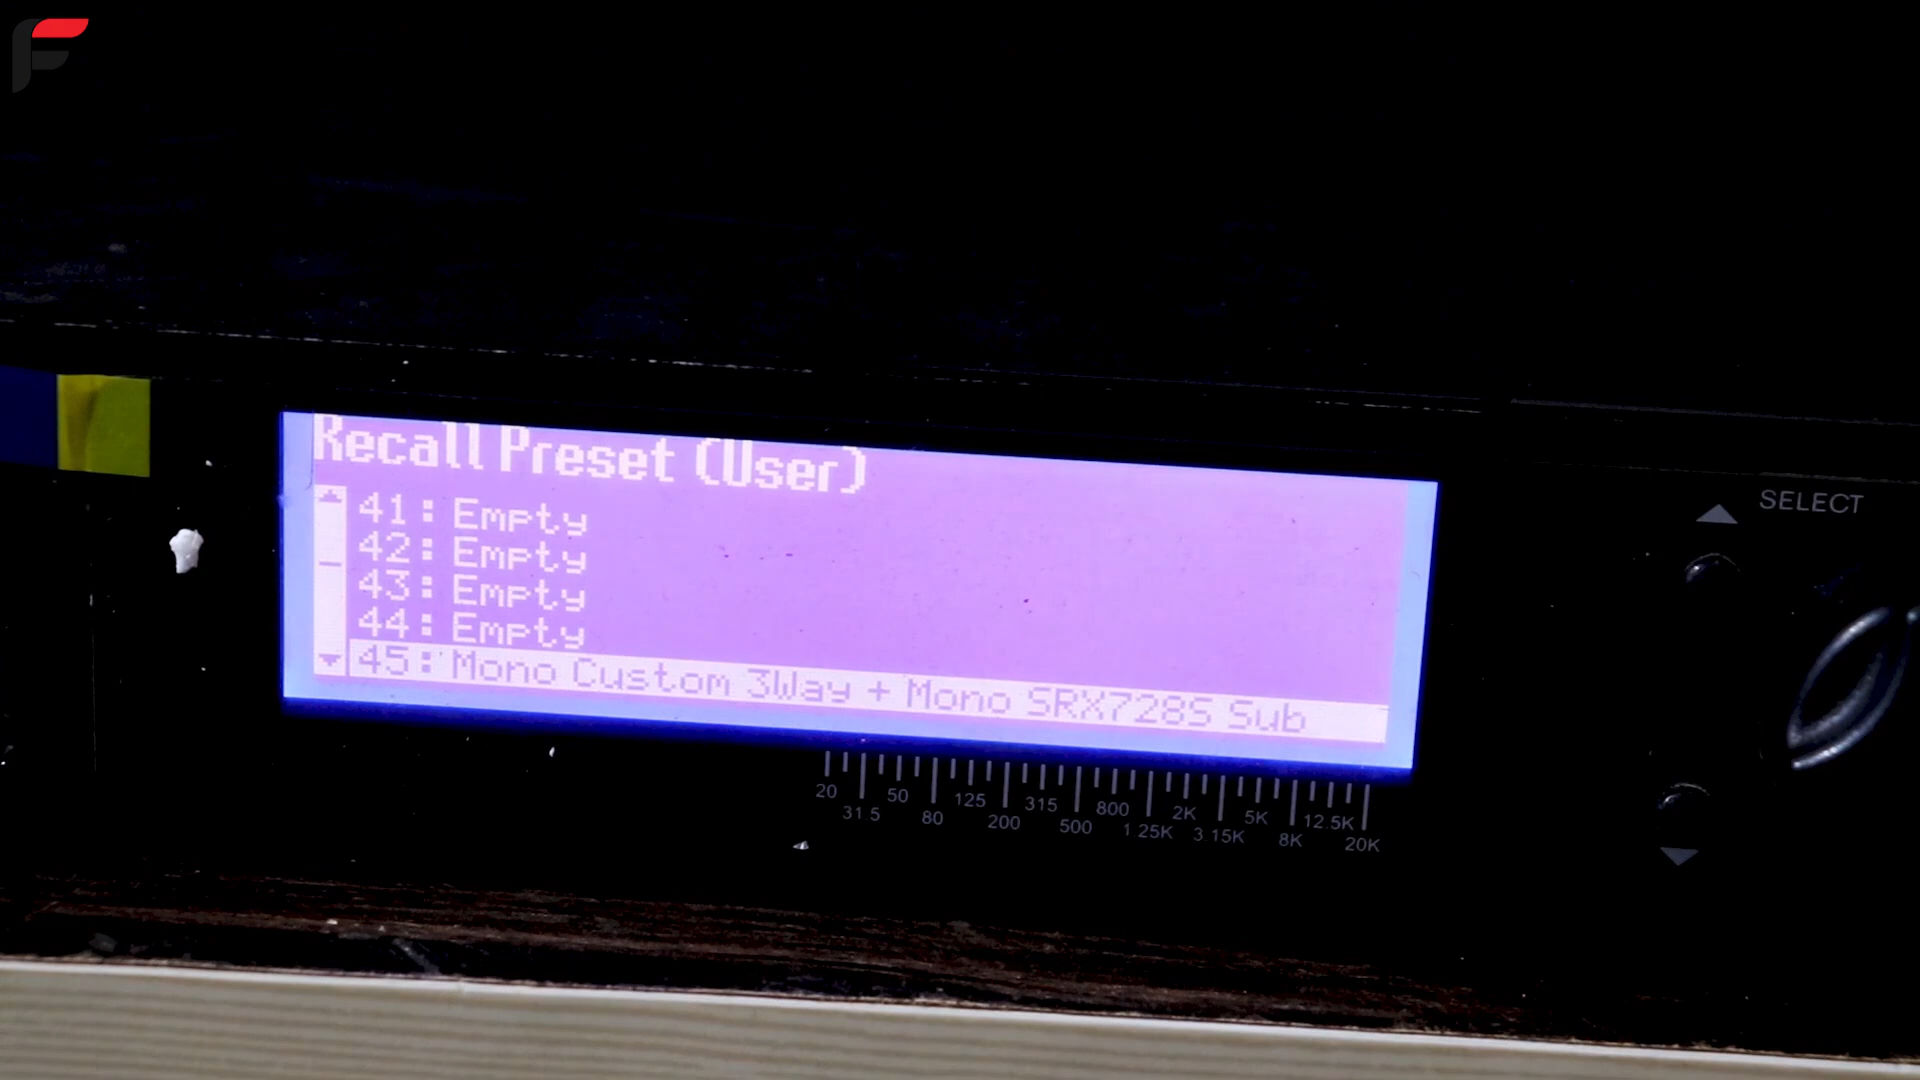 Recall Preset (User)
41: Empty
42: Empty
43: Empty
44: Empty
45: Mono Custom 3Way + Mono SRX728S Sub
SELECT
20 50 125 315 800 2K 5K 12.5K
31.5 80 200 500 1.25K 3.15K 8K 20K